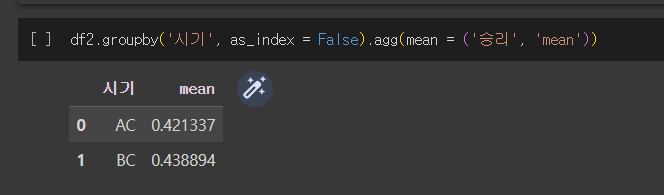 [ ] df2.groupby('시기', as_index = False).agg(mean = ('승리', 'mean'))
시기 mean
0 AC 0.421337
1 BC 0.438894